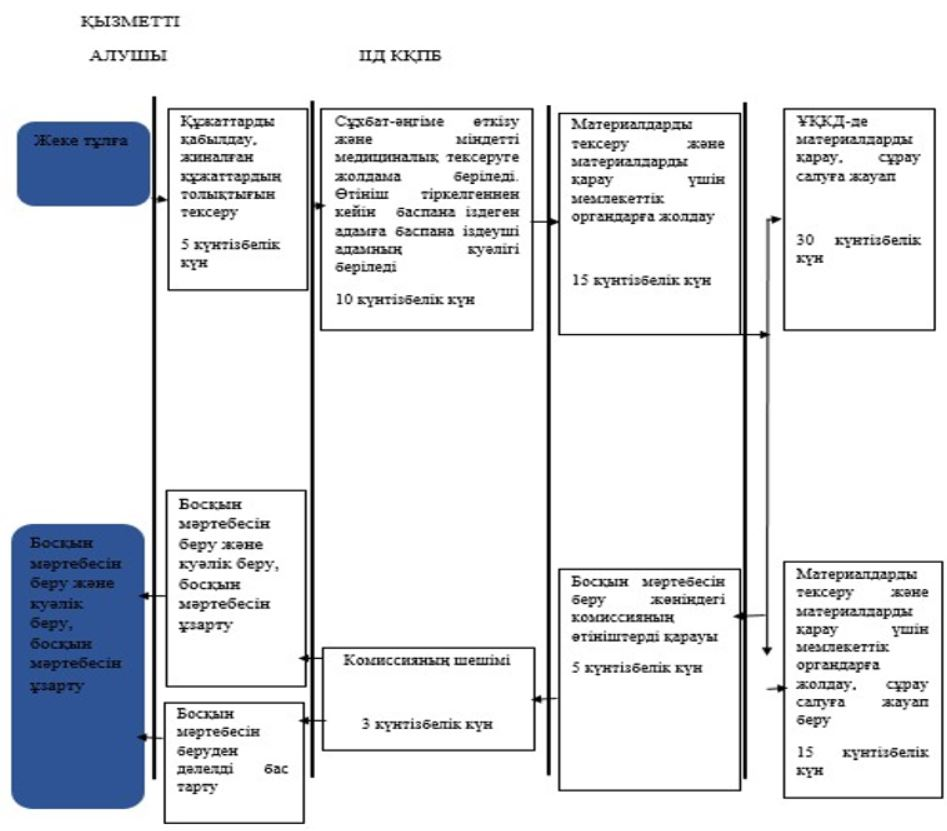 ҚЫЗМЕТТІ
АЛУШЫ
ІІД КҚПБ
Жеке тұлға
Құжаттарды
қабылдау,
жиналған
құжаттардың
толықтығын
тексеру
5 күнтізбелік
күн
Сұхбат-әңгіме өткізу
және міндетті
медициналық тексеруге
жолдама беріледі.
Өтініш тіркелгеннен
кейін баспана іздеген
адамға баспана іздеуші
адамның куәлігі
беріледі
10 күнтізбелік күн
Материалдарды
тексеру және
материалдарды
қарау үшін
мемлекеттік
органдарға жолдау
15 күнтізбелік күн
ҰҚКД-де
материалдарды
қарау, сұрау
салуға жауап
30 күнтізбелік
күн
Босқын
мәртебесін
беру және
куәлік
беру,
босқын
мәртебесін
ұзарту
Босқын
мәртебесін
беру және
куәлік беру,
босқын
мәртебесін
ұзарту
Босқын
мәртебесін
беруден
дәлелді бас
тарту
Комиссияның шешімі
3 күнтізбелік күн
Босқын мәртебесін
беру жөніндегі
комиссияның
өтініштерді қарауы
5 күнтізбелік күн
Материалдарды
тексеру және
материалдарды
қарау үшін
мемлекеттік
органдарға
жолдау, сұрау
салуға жауап
беру
15 күнтізбелік
күн